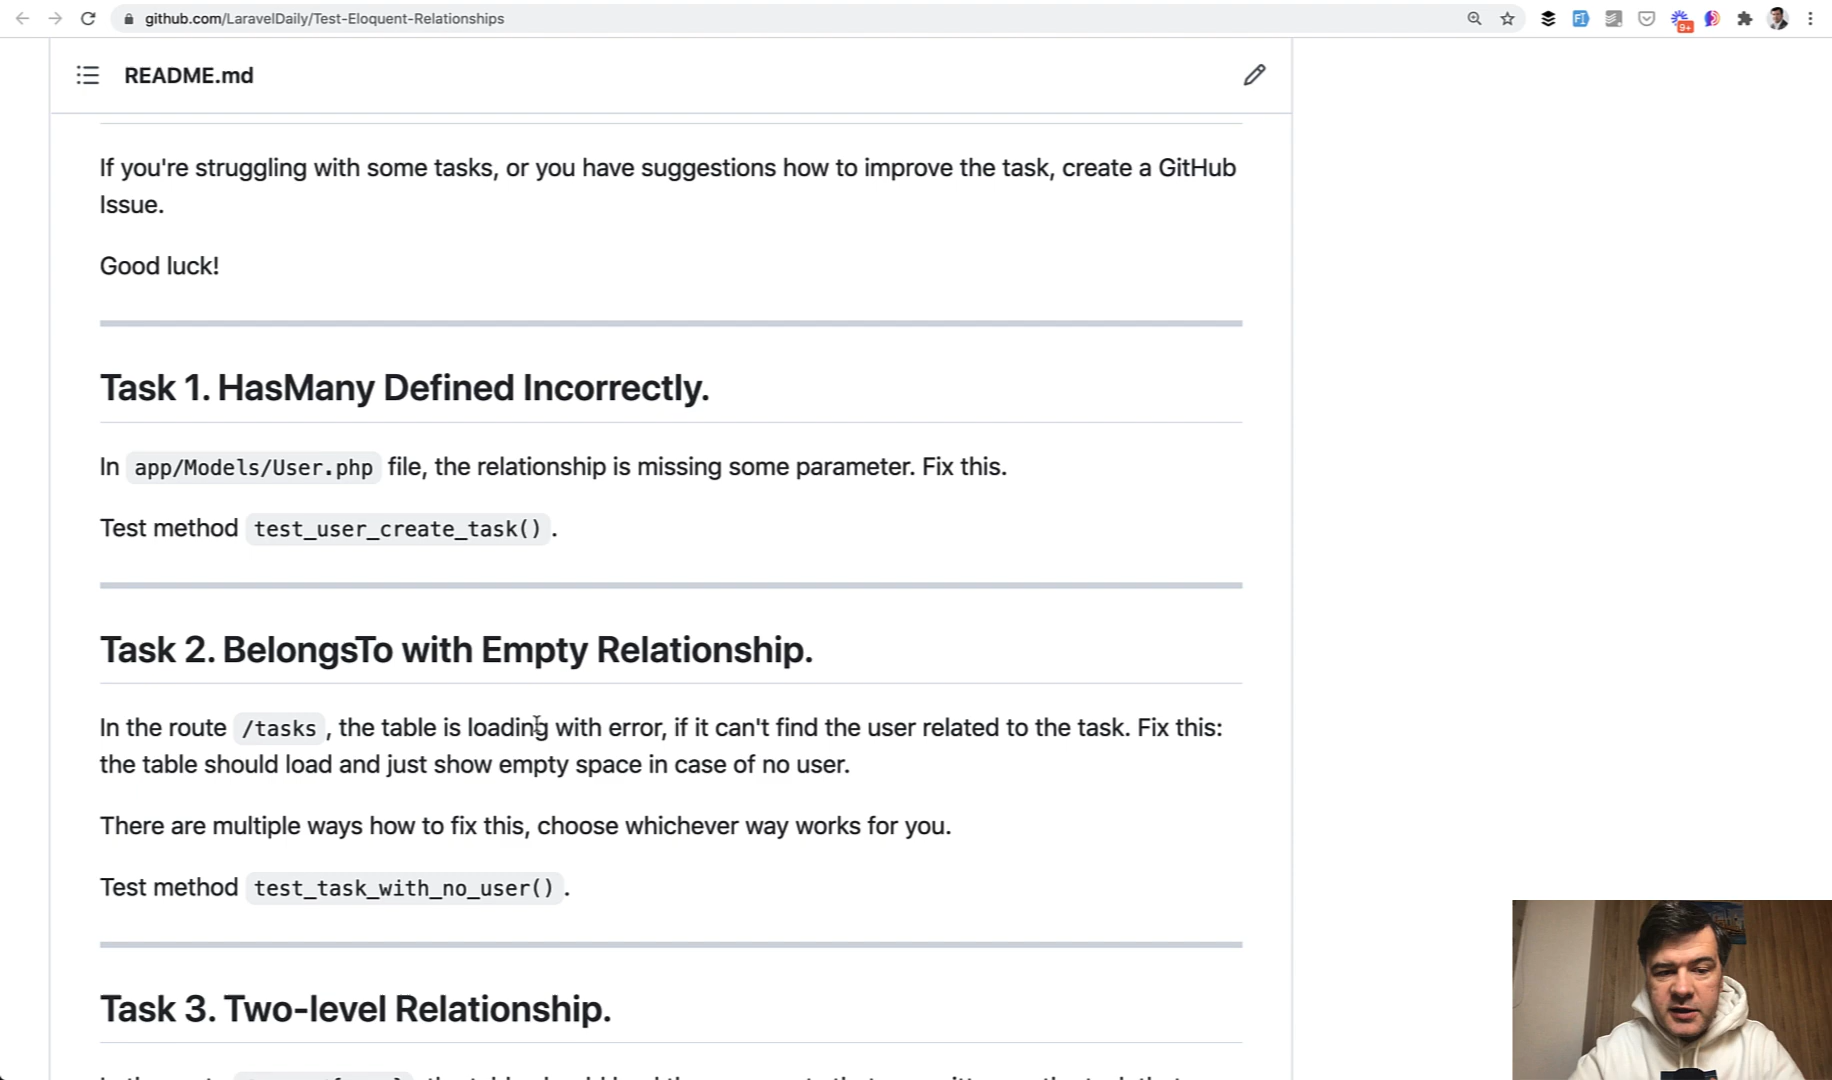 github.com/LaravelDaily/Test-Eloquent-Relationships
9+
README.md
If you're struggling with some tasks, or you have suggestions how to improve the task, create a GitHub
Issue.
Good luck!
Task 1. HasMany Defined Incorrectly.
In app/Models/User.php file, the relationship is missing some parameter. Fix this.
Test method test_user_create_task() .
Task 2. BelongsTo with Empty Relationship.
In the route /tasks , the table is loading with error, if it can't find the user related to the task. Fix this:
the table should load and just show empty space in case of no user.
There are multiple ways how to fix this, choose whichever way works for you.
Test method test_task_with_no_user() .
Task 3. Two-level Relationship.